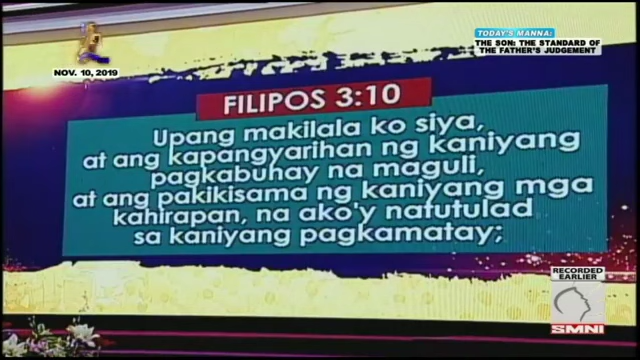 TODAY'S MANNA:
THE SON: THE STANDARD OF
THE FATHER'S JUDGEMENT
NOV. 10, 2019
FILIPOS 3:10
Upang makilala ko siya,
at ang kapangyarihan ng kaniyang
pagkabuhay na maguli,
at ang pakikisama ng kaniyang mga
kahirapan, na ako'y natutulad
sa kaniyang pagkamatay;
RECORDED
EARLIER
SMNI